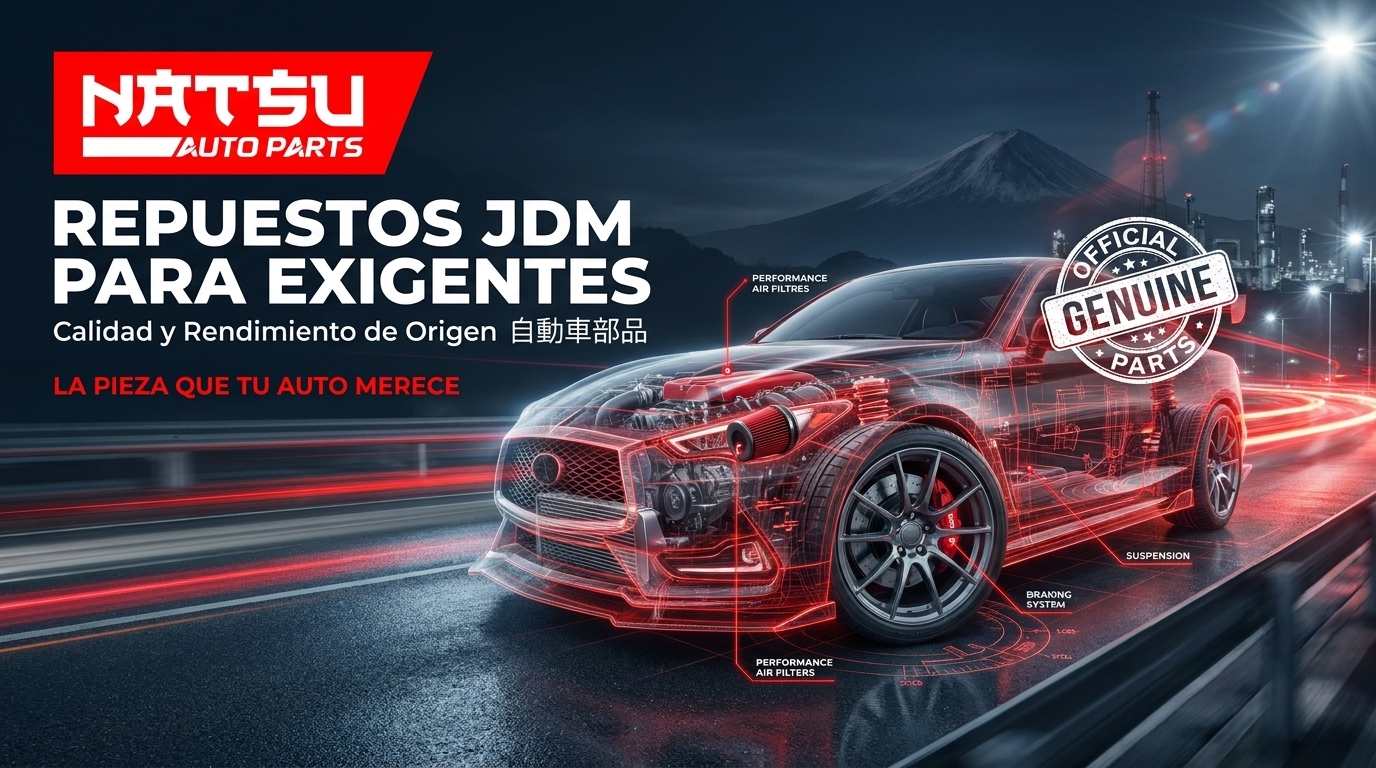 NATSU
AUTO PARTS
REPUESTOS JDM
PARA EXIGENTES
Calidad y Rendimiento de Origen 自動車部品
LA PIEZA QUE TU AUTO MERECE
PERFORMANCE
AIR FILTRES
OFFICIAL
GENUINE
PARTS
SUSPENSION
SYSTEM
PERFORMANCE
AIR FILTERS